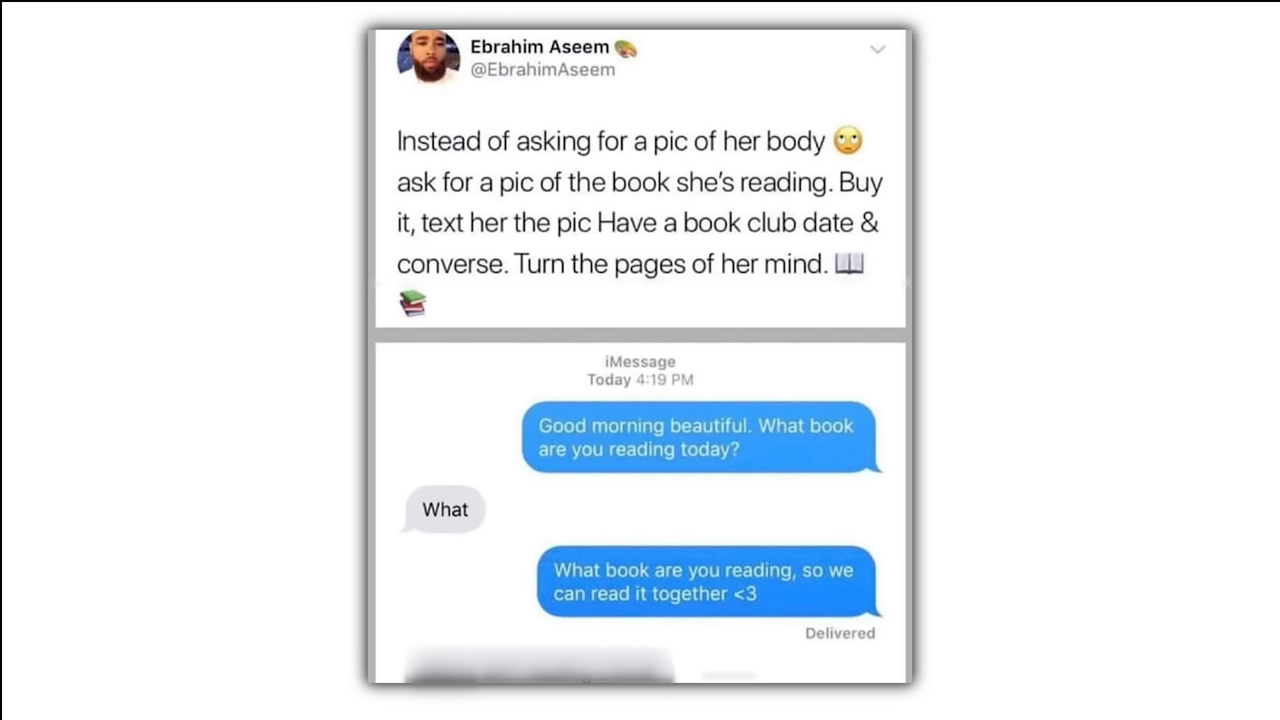 Ebrahim Aseem 🎨
@EbrahimAseem
Instead of asking for a pic of her body 🙄
ask for a pic of the book she's reading. Buy
it, text her the pic Have a book club date &
converse. Turn the pages of her mind. 📖
📚
iMessage
Today 4:19 PM
Good morning beautiful. What book
are you reading today?
What
What book are you reading, so we
can read it together <3
Delivered